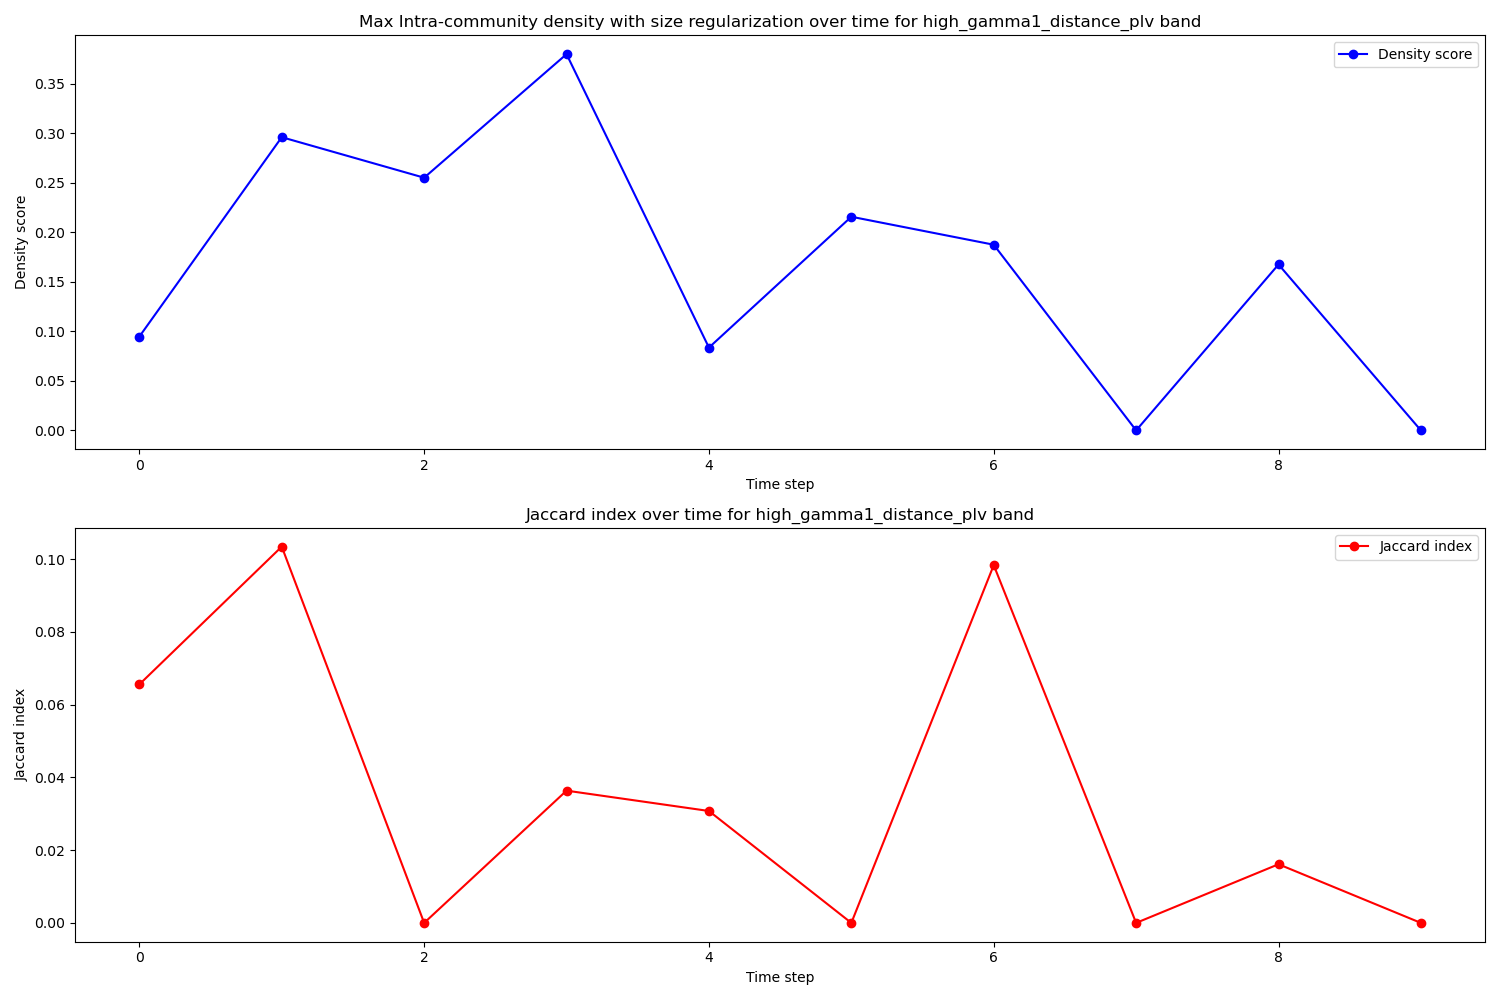 Max Intra-community density with size regularization over time for high_gamma1_distance_plv band
Density score
0.35
0.30
0.25
0.20
0.15
0.10
0.05
0.00
Density score
0 2 4 6 8
Time step
Jaccard index over time for high_gamma1_distance_plv band
Jaccard index
0.10
0.08
0.06
0.04
0.02
0.00
Jaccard index
0 2 4 6 8
Time step